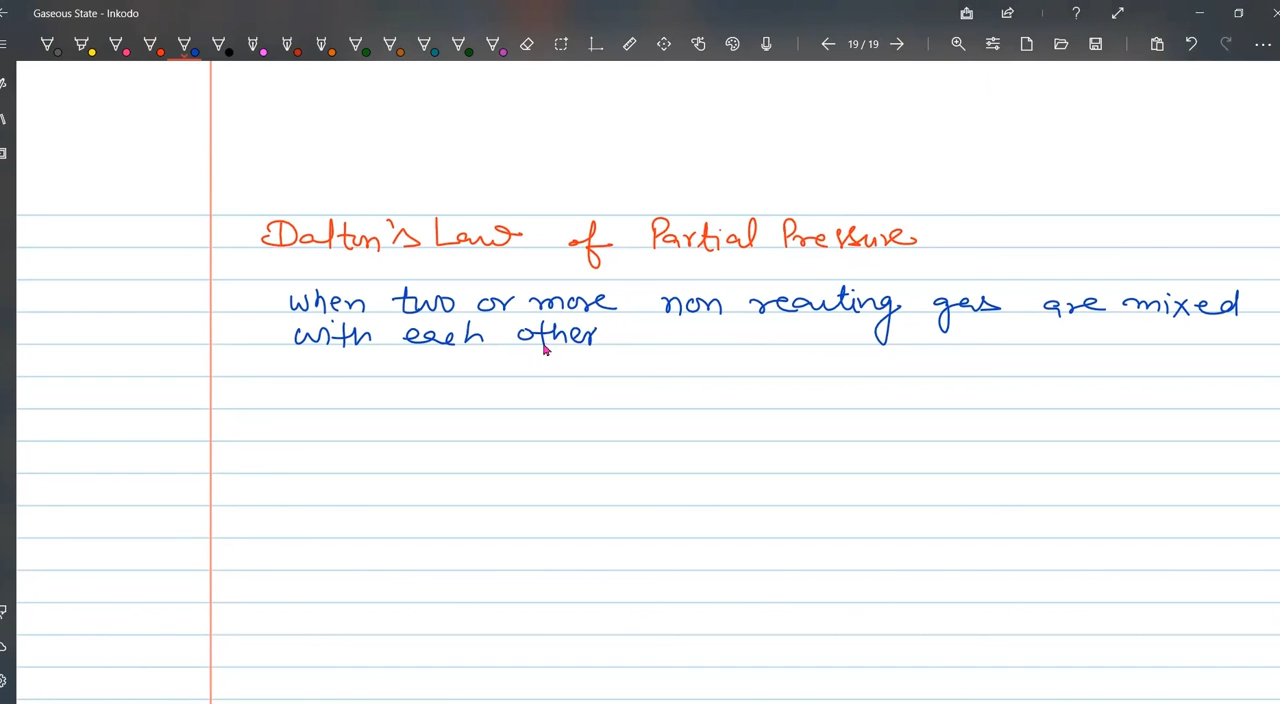 Gaseous State - Inkodo
19/19
Dalton's Law of Partial Pressure
when two or more non reacting gas are mixed
with each other